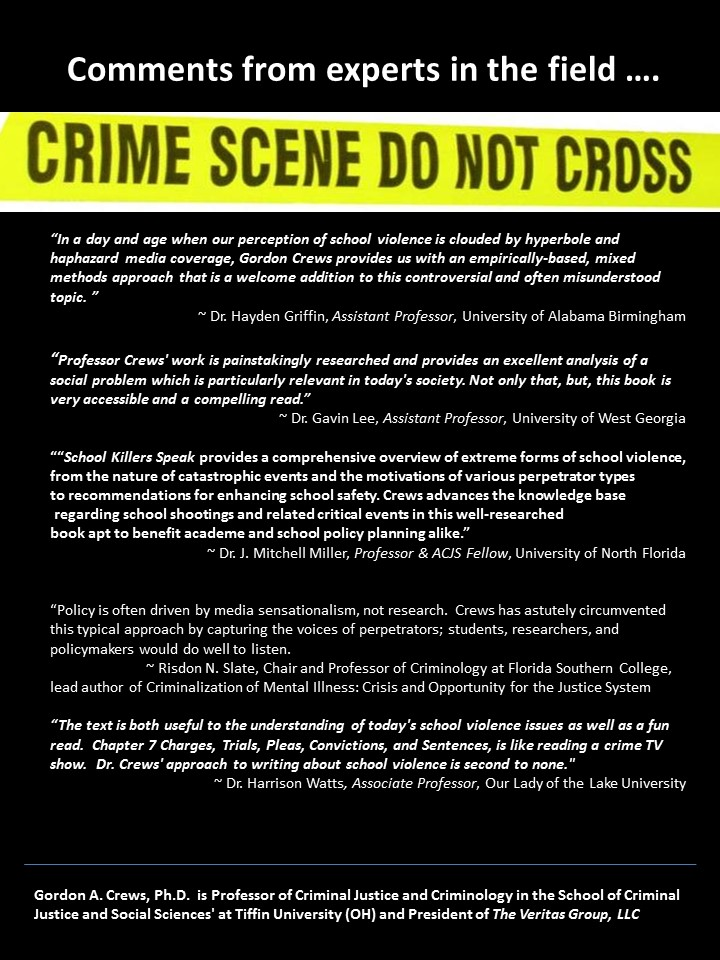 Comments from experts in the field ....
CRIME SCENE DO NOT CROSS
“In a day and age when our perception of school violence is clouded by hyperbole and
haphazard media coverage, Gordon Crews provides us with an empirically-based, mixed
methods approach that is a welcome addition to this controversial and often misunderstood
topic. ”
~ Dr. Hayden Griffin, Assistant Professor, University of Alabama Birmingham
“Professor Crews' work is painstakingly researched and provides an excellent analysis of a
social problem which is particularly relevant in today's society. Not only that, but, this book is
very accessible and a compelling read.”
~ Dr. Gavin Lee, Assistant Professor, University of West Georgia
““School Killers Speak provides a comprehensive overview of extreme forms of school violence,
from the nature of catastrophic events and the motivations of various perpetrator types
to recommendations for enhancing school safety. Crews advances the knowledge base
regarding school shootings and related critical events in this well-researched
book apt to benefit academe and school policy planning alike.”
~ Dr. J. Mitchell Miller, Professor & ACJS Fellow, University of North Florida
“Policy is often driven by media sensationalism, not research. Crews has astutely circumvented
this typical approach by capturing the voices of perpetrators; students, researchers, and
policymakers would do well to listen.
~ Risdon N. Slate, Chair and Professor of Criminology at Florida Southern College,
lead author of Criminalization of Mental Illness: Crisis and Opportunity for the Justice System
“The text is both useful to the understanding of today's school violence issues as well as a fun
read. Chapter 7 Charges, Trials, Pleas, Convictions, and Sentences, is like reading a crime TV
show. Dr. Crews' approach to writing about school violence is second to none."
~ Dr. Harrison Watts, Associate Professor, Our Lady of the Lake University
Gordon A. Crews, Ph.D. is Professor of Criminal Justice and Criminology in the School of Criminal
Justice and Social Sciences' at Tiffin University (OH) and President of The Veritas Group, LLC